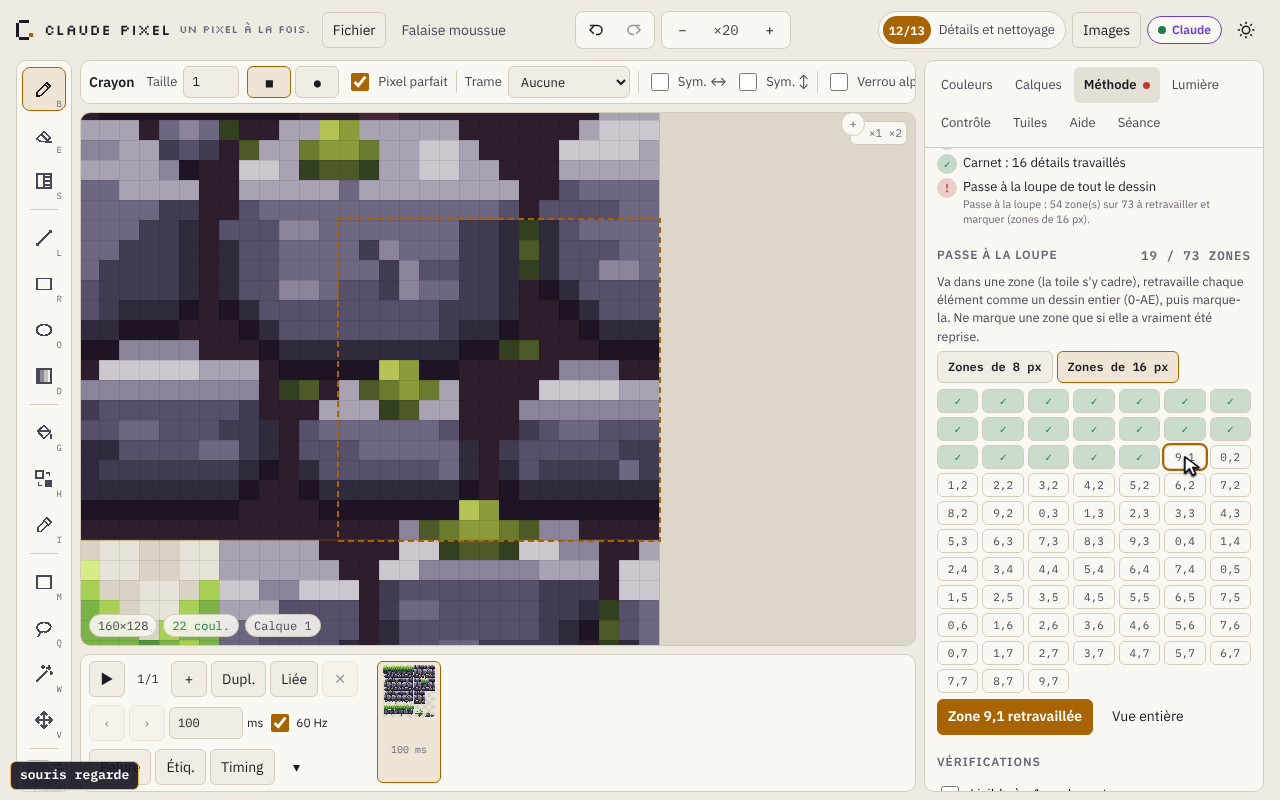 CLAUDE PIXEL UN PIXEL À LA FOIS. Fichier Falaise moussue − ×20 + 12/13 Détails et nettoyage Images Claude
Crayon Taille 1 Pixel parfait Trame Aucune Sym. ↔ Sym. ↕ Verrou alp
B
E
S
L
R
O
D
G
H
I
M
Q
W
V
+ ×1 ×2
160×128 22 coul. Calque 1
1/1 + Dupl. Liée ×
‹ › 100 ms 60 Hz
Étiq. Timing ▼
100 ms
souris regarde
Couleurs Calques Méthode Lumière
Contrôle Tuiles Aide Séance
✓ Carnet : 16 détails travaillés
! Passe à la loupe de tout le dessin
Passe à la loupe : 54 zone(s) sur 73 à retravailler et
marquer (zones de 16 px).
PASSE À LA LOUPE 19 / 73 ZONES
Va dans une zone (la toile s'y cadre), retravaille chaque
élément comme un dessin entier (0-AE), puis marque-
la. Ne marque une zone que si elle a vraiment été
reprise.
Zones de 8 px Zones de 16 px
✓ ✓ ✓ ✓ ✓ ✓ ✓
✓ ✓ ✓ ✓ ✓ ✓ ✓
✓ ✓ ✓ ✓ ✓ 9,1 0,2
1,2 2,2 3,2 4,2 5,2 6,2 7,2
8,2 9,2 0,3 1,3 2,3 3,3 4,3
5,3 6,3 7,3 8,3 9,3 0,4 1,4
2,4 3,4 4,4 5,4 6,4 7,4 0,5
1,5 2,5 3,5 4,5 5,5 6,5 7,5
0,6 1,6 2,6 3,6 4,6 5,6 7,6
0,7 1,7 2,7 3,7 4,7 5,7 6,7
7,7 8,7 9,7
Zone 9,1 retravaillée Vue entière
VÉRIFICATIONS